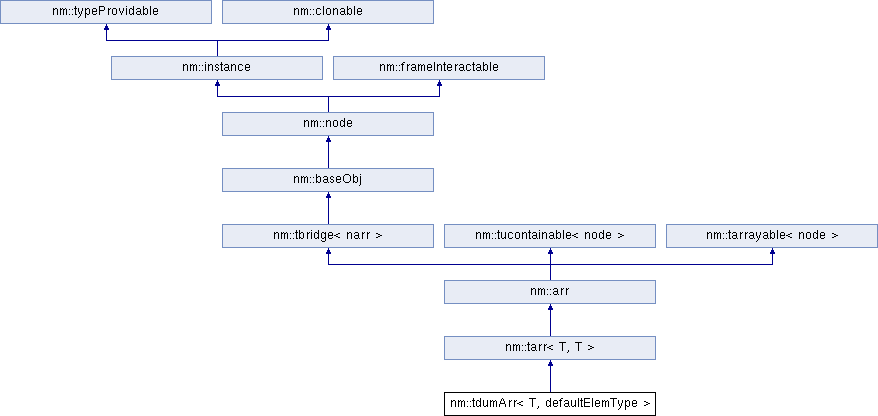 nm::typeProvidable
nm::clonable
nm::instance
nm::frameInteractable
nm::node
nm::baseObj
nm::tbridge< narr >
nm::tucontainable< node >
nm::tarrayable< node >
nm::arr
nm::tarr< T, T >
nm::tdumArr< T, defaultElemType >